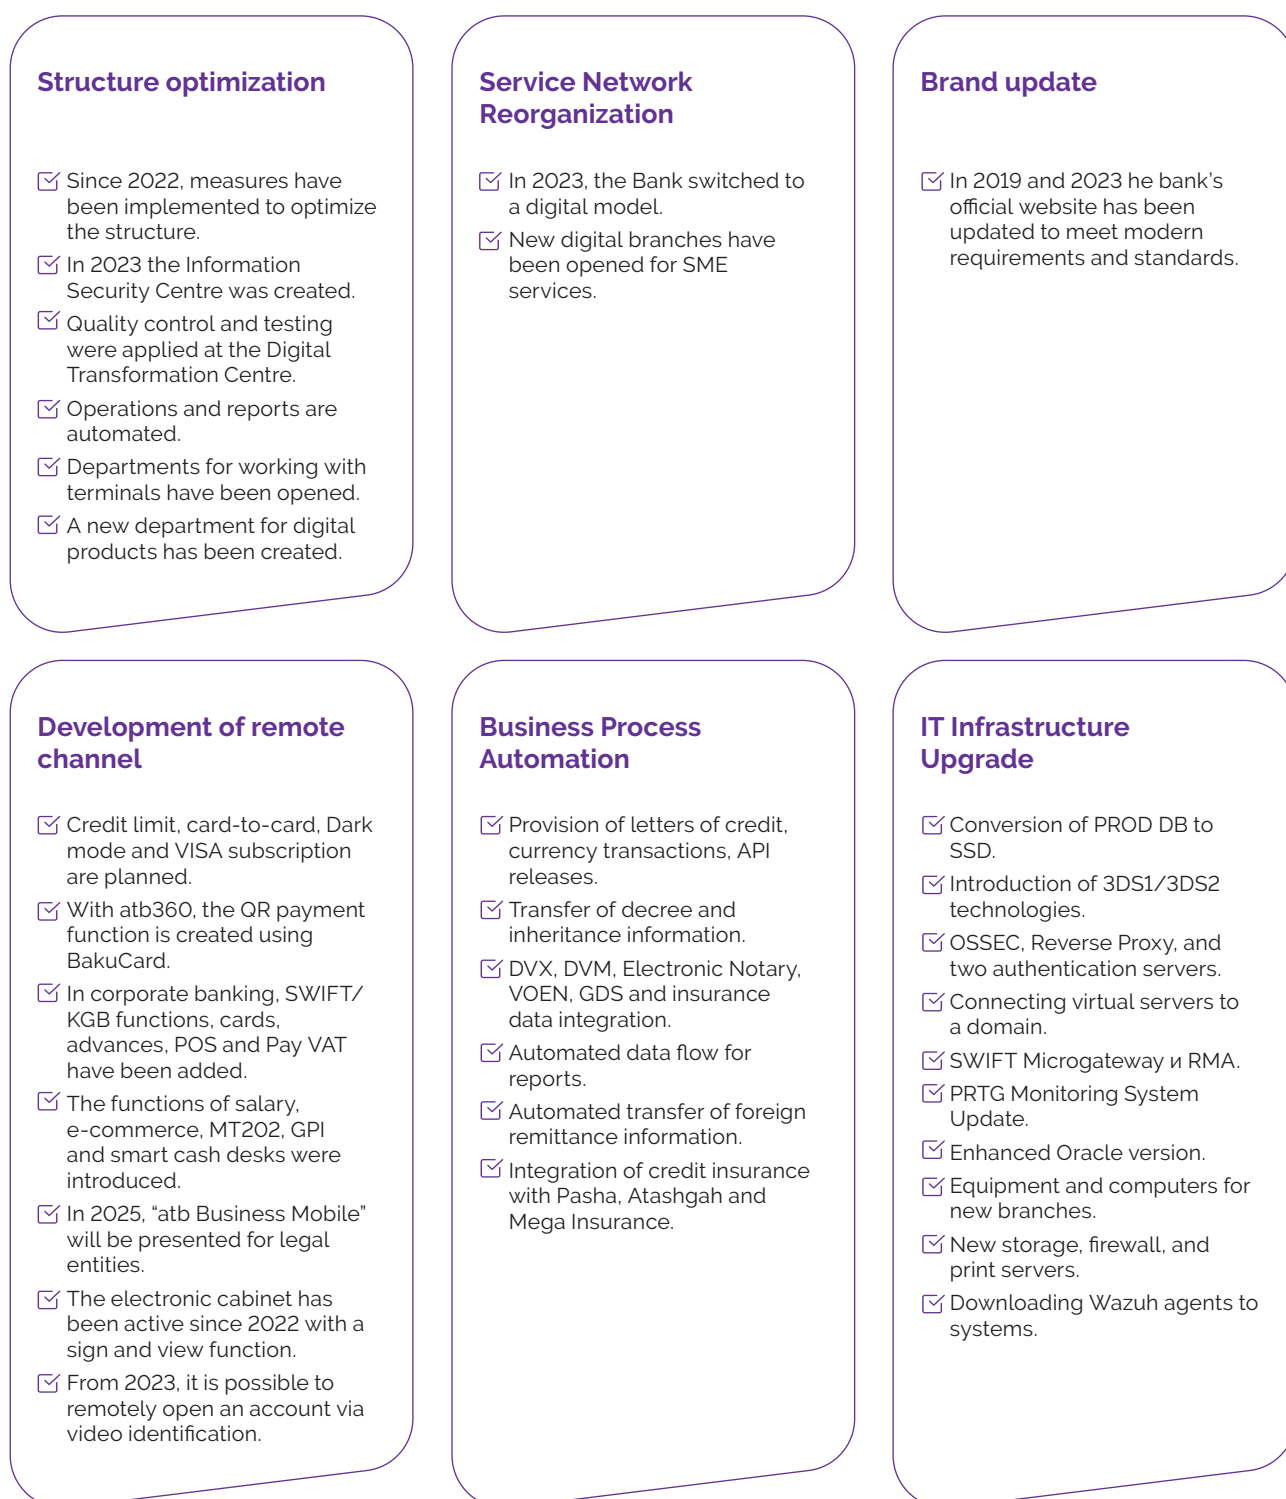 Structure optimization
Since 2022, measures have
been implemented to optimize
the structure.
In 2023 the Information
Security Centre was created.
Quality control and testing
were applied at the Digital
Transformation Centre.
Operations and reports are
automated.
Departments for working with
terminals have been opened.
A new department for digital
products has been created.
Service Network
Reorganization
In 2023, the Bank switched to
a digital model.
New digital branches have
been opened for SME
services.
Brand update
In 2019 and 2023 he bank's
official website has been
updated to meet modern
requirements and standards.
Development of remote
channel
Credit limit, card-to-card, Dark
mode and VISA subscription
are planned.
With atb360, the QR payment
function is created using
BakuCard.
In corporate banking, SWIFT/
KGB functions, cards,
advances, POS and Pay VAT
have been added.
The functions of salary,
e-commerce, MT202, GPI
and smart cash desks were
introduced.
In 2025, “atb Business Mobile”
will be presented for legal
entities.
The electronic cabinet has
been active since 2022 with a
sign and view function.
From 2023, it is possible to
remotely open an account via
video identification.
Business Process
Automation
Provision of letters of credit,
currency transactions, API
releases.
Transfer of decree and
inheritance information.
DVX, DVM, Electronic Notary,
VOEN, GDS and insurance
data integration.
Automated data flow for
reports.
Automated transfer of foreign
remittance information.
Integration of credit insurance
with Pasha, Atashgah and
Mega Insurance.
IT Infrastructure
Upgrade
Conversion of PROD DB to
SSD.
Introduction of 3DS1/3DS2
technologies.
OSSEC, Reverse Proxy, and
two authentication servers.
Connecting virtual servers to
a domain.
SWIFT Microgateway и RMA.
PRTG Monitoring System
Update.
Enhanced Oracle version.
Equipment and computers for
new branches.
New storage, firewall, and
print servers.
Downloading Wazuh agents to
systems.